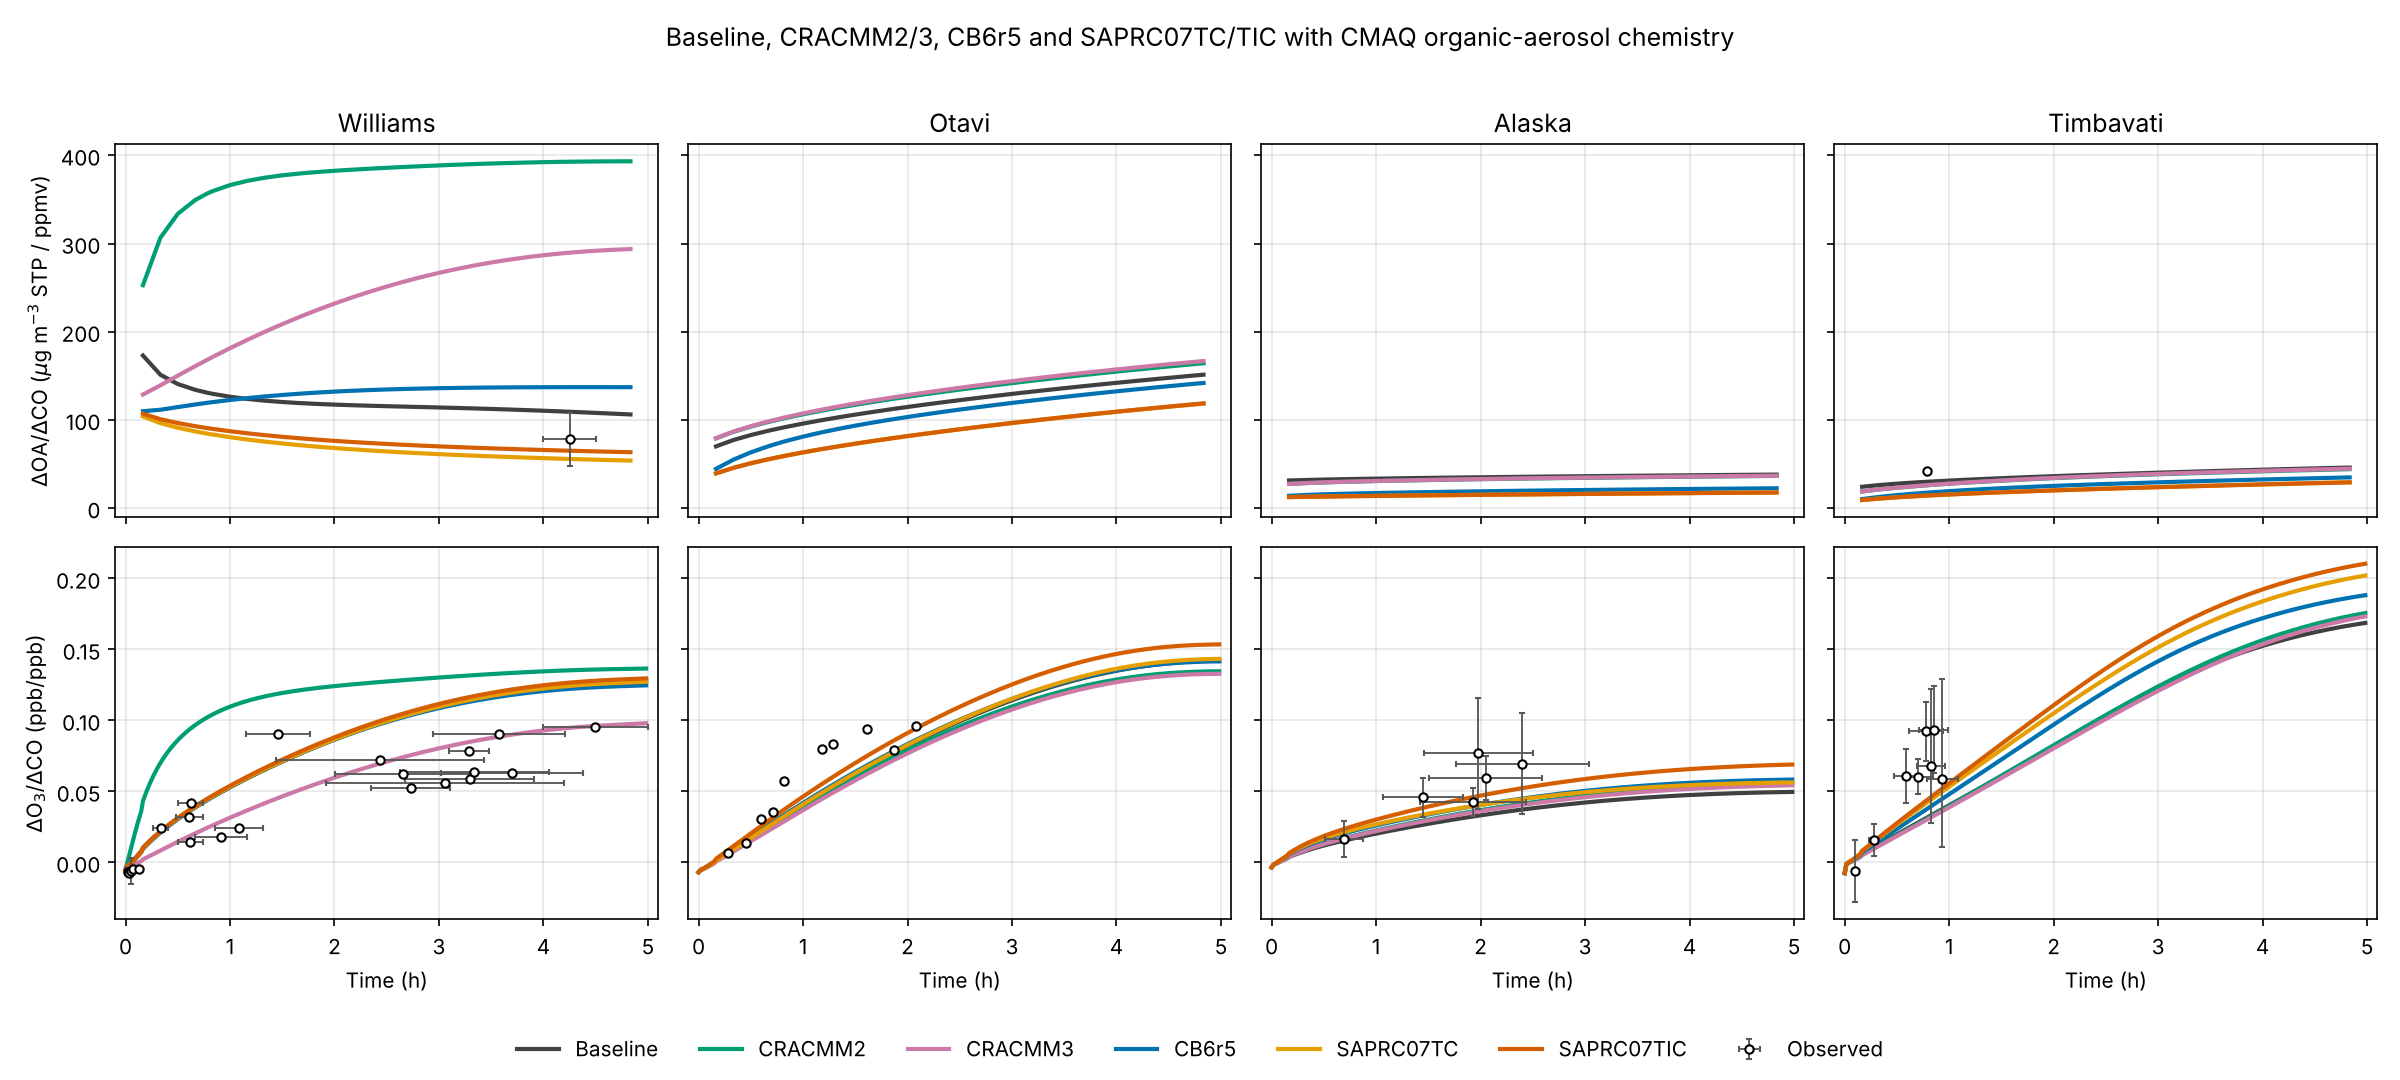 Baseline, CRACMM2/3, CB6r5 and SAPRC07TC/TIC with CMAQ organic-aerosol chemistry
Williams
Otavi
Alaska
Timbavati
ΔOA/ΔCO (μg m⁻³ STP / ppmv)
400
300
200
100
0
ΔO₃/ΔCO (ppb/ppb)
0.20
0.15
0.10
0.05
0.00
0 1 2 3 4 5
0 1 2 3 4 5
0 1 2 3 4 5
0 1 2 3 4 5
Time (h)
Time (h)
Time (h)
Time (h)
Baseline CRACMM2 CRACMM3 CB6r5 SAPRC07TC SAPRC07TIC Observed